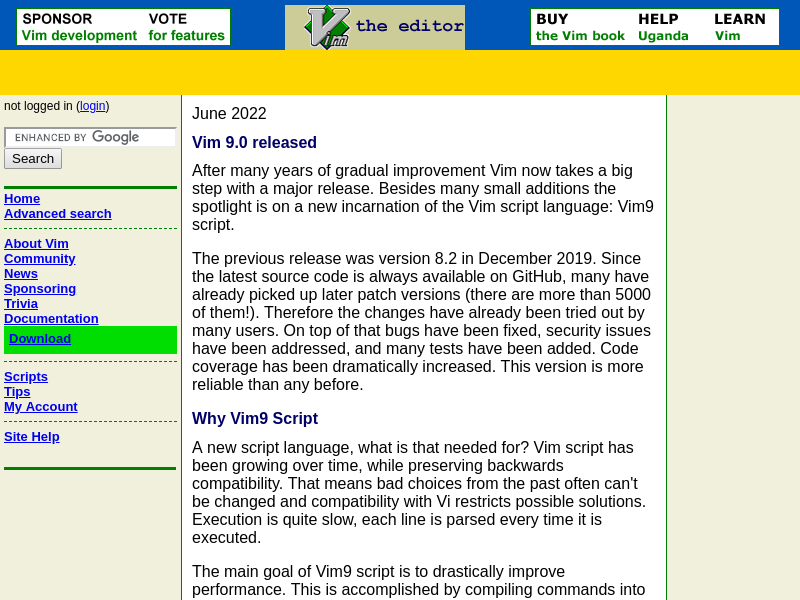 SPONSOR VOTE
Vim development for features
Vim the editor
BUY HELP LEARN
the Vim book Uganda Vim
not logged in (login)
ENHANCED BY Google
Search
Home
Advanced search
About Vim
Community
News
Sponsoring
Trivia
Documentation
Download
Scripts
Tips
My Account
Site Help
June 2022
Vim 9.0 released
After many years of gradual improvement Vim now takes a big
step with a major release. Besides many small additions the
spotlight is on a new incarnation of the Vim script language: Vim9
script.
The previous release was version 8.2 in December 2019. Since
the latest source code is always available on GitHub, many have
already picked up later patch versions (there are more than 5000
of them!). Therefore the changes have already been tried out by
many users. On top of that bugs have been fixed, security issues
have been addressed, and many tests have been added. Code
coverage has been dramatically increased. This version is more
reliable than any before.
Why Vim9 Script
A new script language, what is that needed for? Vim script has
been growing over time, while preserving backwards
compatibility. That means bad choices from the past often can't
be changed and compatibility with Vi restricts possible solutions.
Execution is quite slow, each line is parsed every time it is
executed.
The main goal of Vim9 script is to drastically improve
performance. This is accomplished by compiling commands into